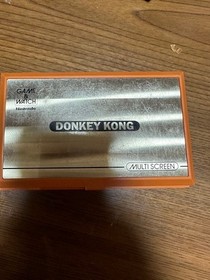 GAME &
WATCH
Nintendo
DONKEY KONG
MULTI SCREEN